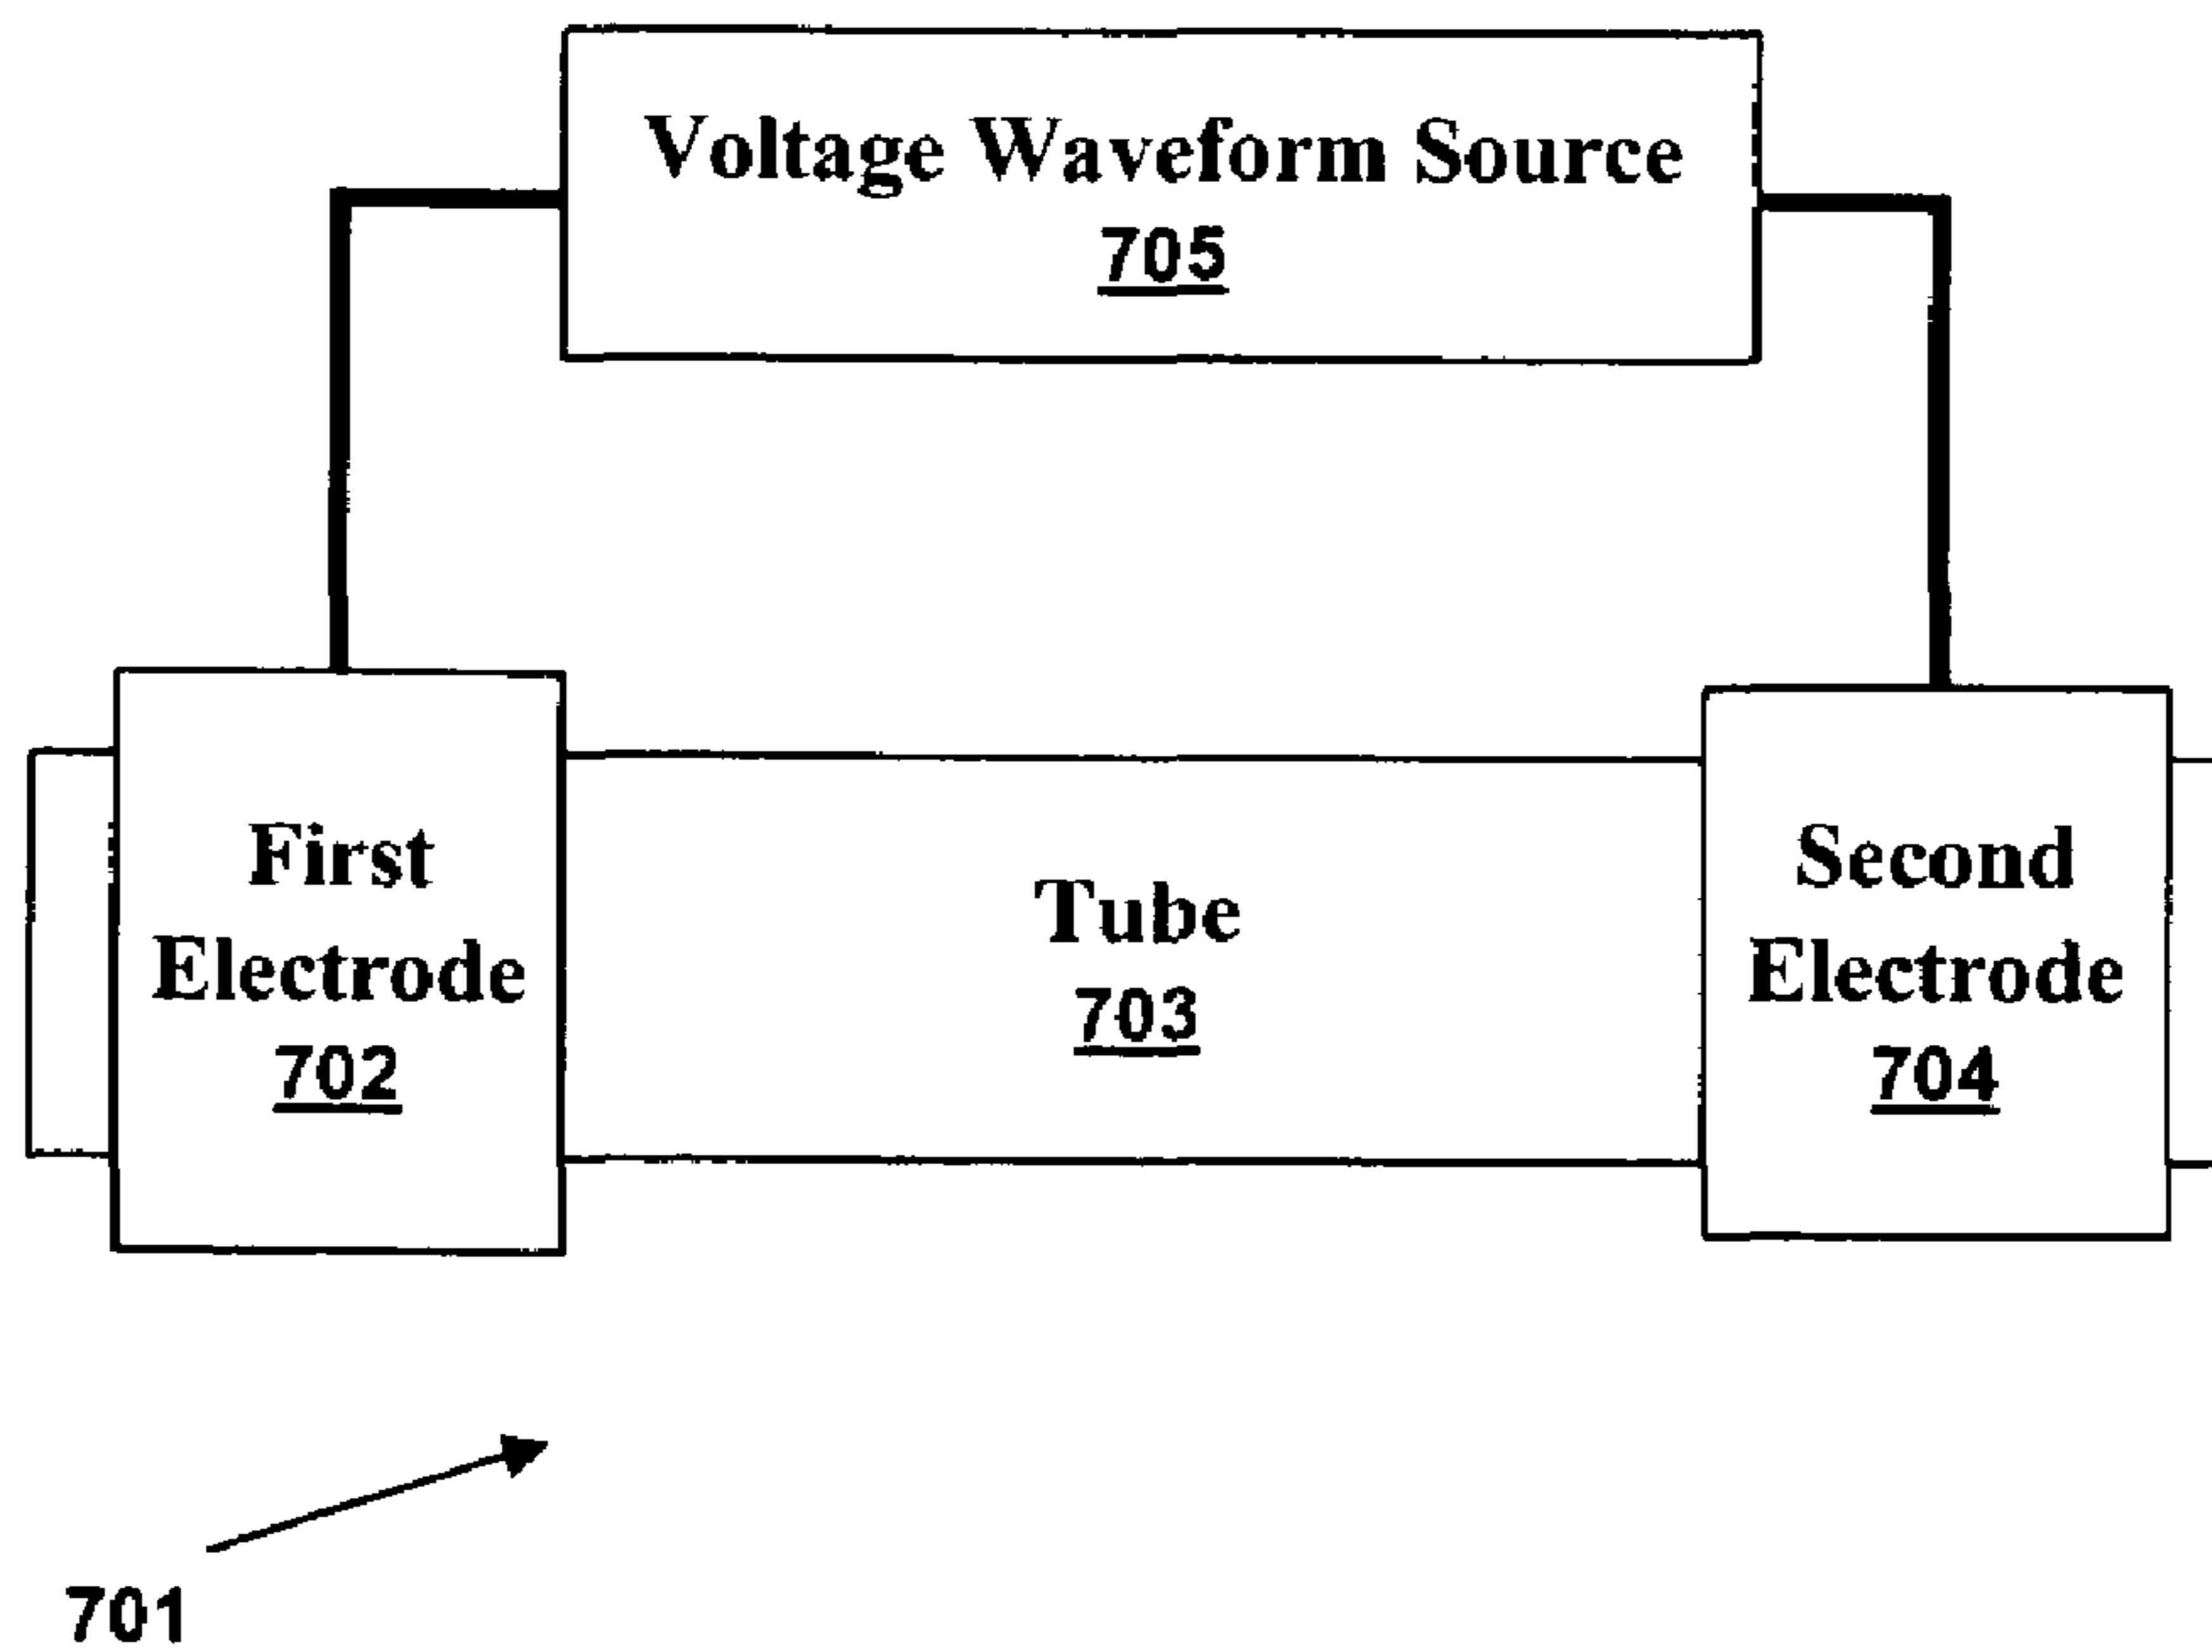 Voltage Waveform Source
705
First
Electrode
702
Tube
703
Second
Electrode
704
701